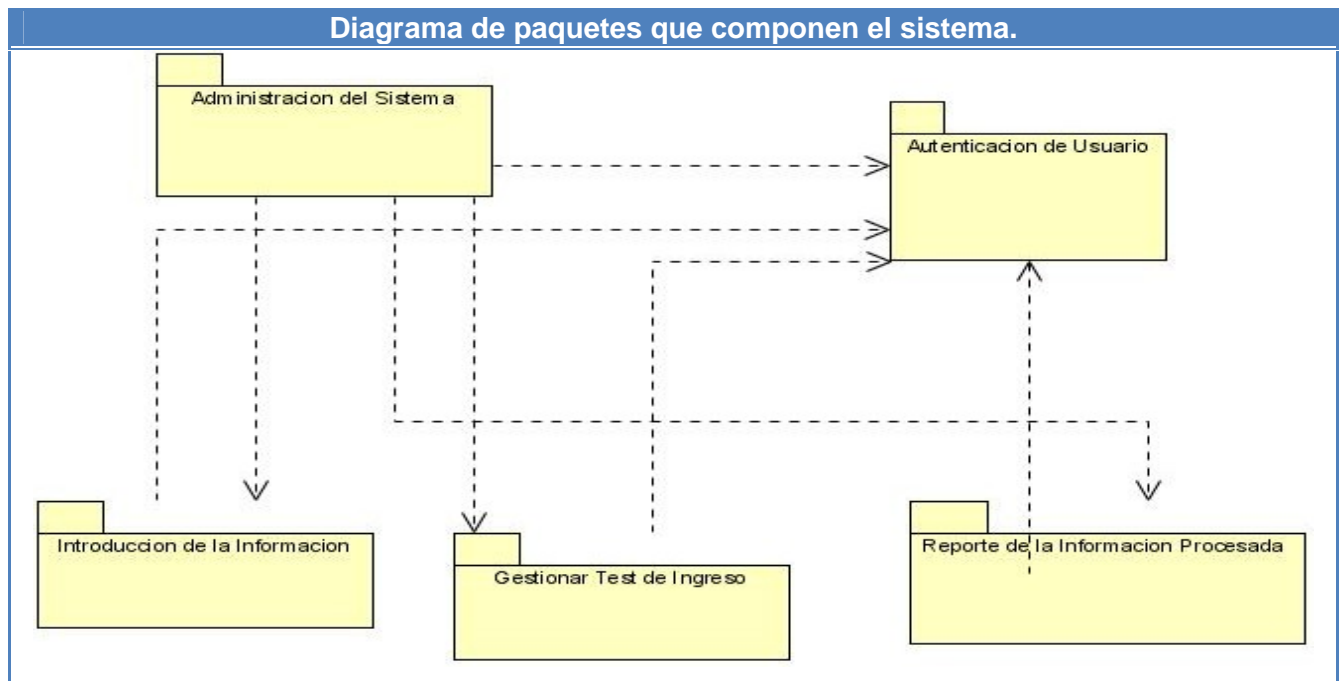 Diagrama de paquetes que componen el sistema.
Administracion del Sistema
Autenticacion de Usuario
Introduccion de la Informacion
Gestionar Test de Ingreso
Reporte de la Informacion Procesada